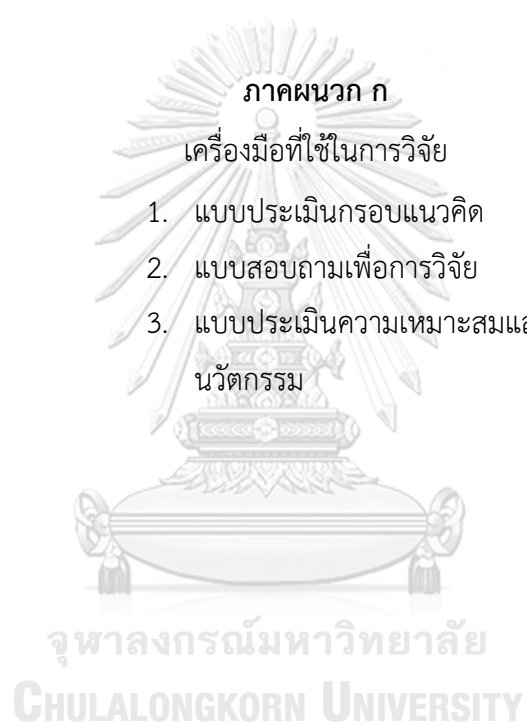 ภาคผนวก ก
เครื่องมือที่ใช้ในการวิจัย
1. แบบประเมินกรอบแนวคิด
2. แบบสอบถามเพื่อการวิจัย
3. แบบประเมินความเหมาะสมแล
นวัตกรรม
จุฬาลงกรณ์มหาวิทยาลัย
CHULALONGKORN UNIVERSITY